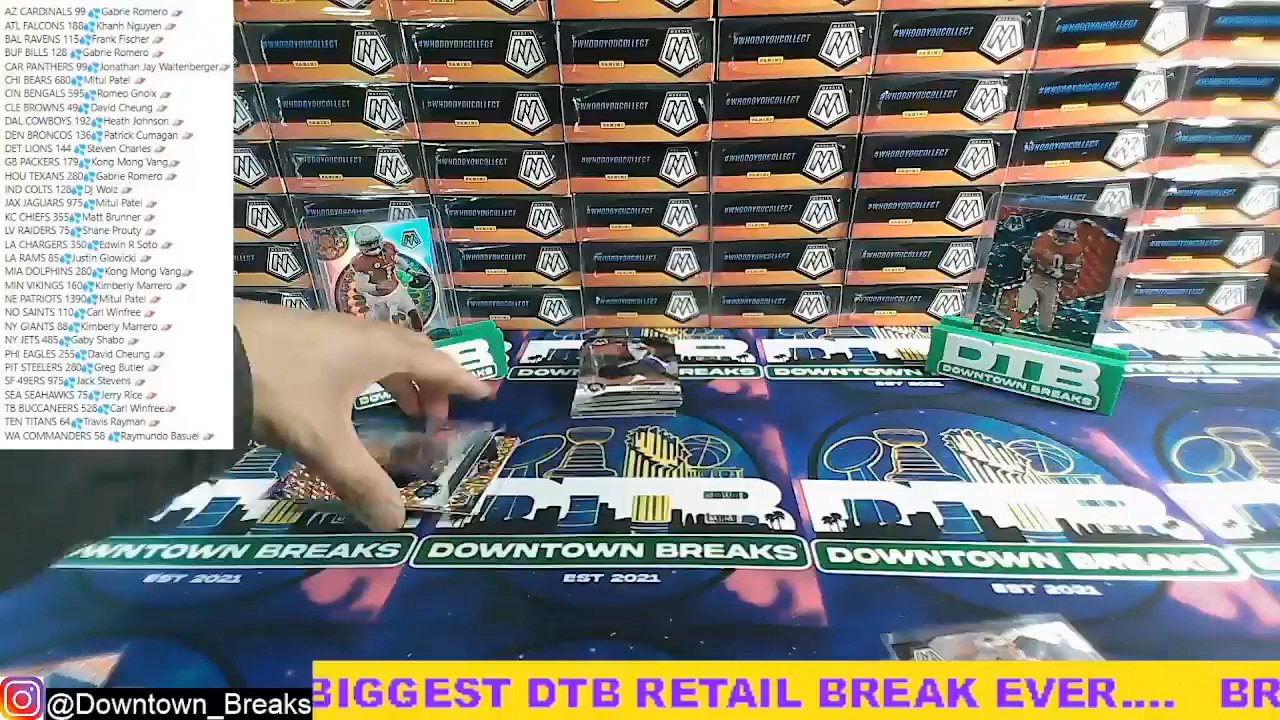 AZ CARDINALS 99 💦Gabrie Romero
ATL FALCONS 188💦Khanh Nguyen
BAL RAVENS 115💦Frank Fischer
BUF BILLS 128 💦Gabrie Romero
CAR PANTHERS 99💦Jonathan Jay Waltenberger
CHI BEARS 680💦Mitul Patel
CIN BENGALS 595💦Romeo Gnoix
CLE BROWNS 49💦David Cheung
DAL COWBOYS 192💦Heath Johnson
DEN BRONCOS 136💦Patrick Cumagan
DET LIONS 144 💦Steven Charles
GB PACKERS 179💦Kong Mong Vang
HOU TEXANS 280💦Gabrie Romero
IND COLTS 128💦DJ Woiz
JAX JAGUARS 975💦Mitul Patel
KC CHIEFS 355💦Matt Brunner
LV RAIDERS 75💦Shane Prouty
LA CHARGERS 350💦Edwin R Soto
LA RAMS 85💦Justin Glowicki
MIA DOLPHINS 280💦Kong Mong Vang
MIN VIKINGS 160💦Kimberly Marrero
NE PATRIOTS 1390💦Mitul Patel
NO SAINTS 110💦Carl Winfree
NY GIANTS 88💦Kimberly Marrero
NY JETS 485💦Gaby Shabo
PHI EAGLES 255💦David Cheung
PIT STEELERS 280💦Greg Butler
SF 49ERS 975💦Jack Stevens
SEA SEAHAWKS 75💦Jerry Rice
TB BUCCANEERS 528💦Carl Winfree
TEN TITANS 64💦Travis Rayman
WA COMMANDERS 58 💦Raymundo Basuel
#WHODOYOUCOLLECT
PANINI
DTB
DOWNTOWN BREAKS
DTB
DOWNTOWN BREAKS
EST 2021
DOWNTOWN BREAKS
EST 2021
DOWNTOWN BREAKS
EST 2021
@Downtown_Breaks
BIGGEST DTB RETAIL BREAK EVER.... BR